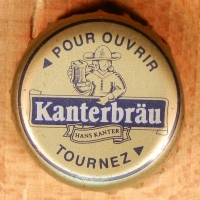 POUR OUVRIR
Kanterbräu
HANS KANTER
TOURNEZ